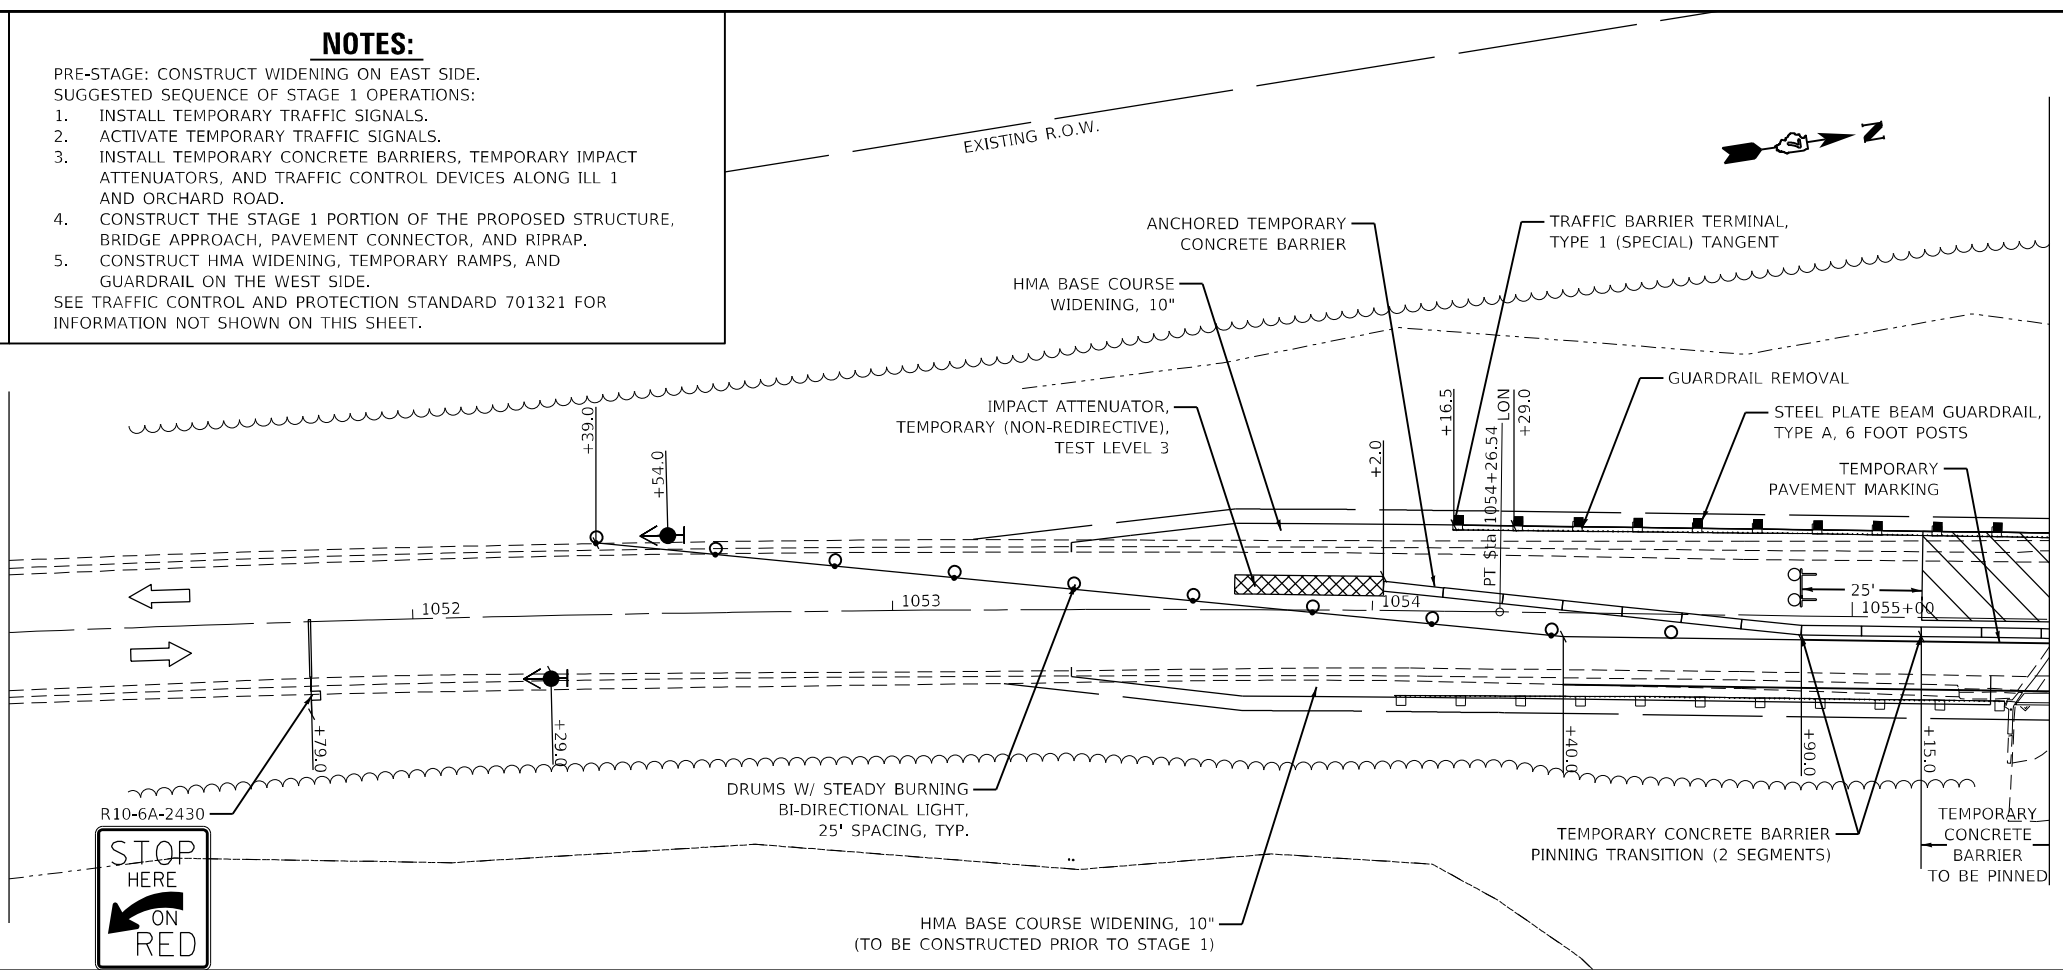 NOTES:
PRE-STAGE: CONSTRUCT WIDENING ON EAST SIDE.
SUGGESTED SEQUENCE OF STAGE 1 OPERATIONS:
1. INSTALL TEMPORARY TRAFFIC SIGNALS.
2. ACTIVATE TEMPORARY TRAFFIC SIGNALS.
3. INSTALL TEMPORARY CONCRETE BARRIERS, TEMPORARY IMPACT
ATTENUATORS, AND TRAFFIC CONTROL DEVICES ALONG ILL 1
AND ORCHARD ROAD.
4. CONSTRUCT THE STAGE 1 PORTION OF THE PROPOSED STRUCTURE,
BRIDGE APPROACH, PAVEMENT CONNECTOR, AND RIPRAP.
5. CONSTRUCT HMA WIDENING, TEMPORARY RAMPS, AND
GUARDRAIL ON THE WEST SIDE.
SEE TRAFFIC CONTROL AND PROTECTION STANDARD 701321 FOR
INFORMATION NOT SHOWN ON THIS SHEET.
EXISTING R.O.W.
N
ANCHORED TEMPORARY
CONCRETE BARRIER
TRAFFIC BARRIER TERMINAL,
TYPE 1 (SPECIAL) TANGENT
HMA BASE COURSE
WIDENING, 10"
GUARDRAIL REMOVAL
IMPACT ATTENUATOR,
TEMPORARY (NON-REDIRECTIVE),
TEST LEVEL 3
STEEL PLATE BEAM GUARDRAIL,
TYPE A, 6 FOOT POSTS
TEMPORARY
PAVEMENT MARKING
+39.0
+54.0
+2.0
+16.5
PT Sta. 1054+26.54
LON
+29.0
25'
1052
1053
1054
1055+00
+79.0
+29.0
+40.0
+90.0
+15.0
R10-6A-2430
STOP
HERE
ON
RED
DRUMS W/ STEADY BURNING
BI-DIRECTIONAL LIGHT,
25' SPACING, TYP.
TEMPORARY CONCRETE BARRIER
PINNING TRANSITION (2 SEGMENTS)
TEMPORARY
CONCRETE
BARRIER
TO BE PINNED
HMA BASE COURSE WIDENING, 10"
(TO BE CONSTRUCTED PRIOR TO STAGE 1)